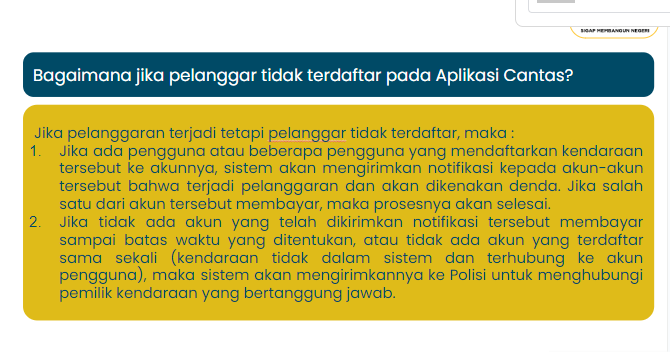 SIGAP MEMBANGUN NEGERI
Bagaimana jika pelanggar tidak terdaftar pada Aplikasi Cantas?
Jika pelanggaran terjadi tetapi pelanggar tidak terdaftar, maka :
1. Jika ada pengguna atau beberapa pengguna yang mendaftarkan kendaraan
tersebut ke akunnya, sistem akan mengirimkan notifikasi kepada akun-akun
tersebut bahwa terjadi pelanggaran dan akan dikenakan denda. Jika salah
satu dari akun tersebut membayar, maka prosesnya akan selesai.
2. Jika tidak ada akun yang telah dikirimkan notifikasi tersebut membayar
sampai batas waktu yang ditentukan, atau tidak ada akun yang terdaftar
sama sekali (kendaraan tidak dalam sistem dan terhubung ke akun
pengguna), maka sistem akan mengirimkannya ke Polisi untuk menghubungi
pemilik kendaraan yang bertanggung jawab.